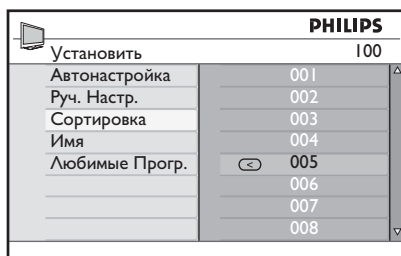 PHILIPS
Установить 100
Автонастройка 001
Руч. Настр. 002
Сортировка 003
Имя 004
Любимые Прогр. < 005
006
007
008